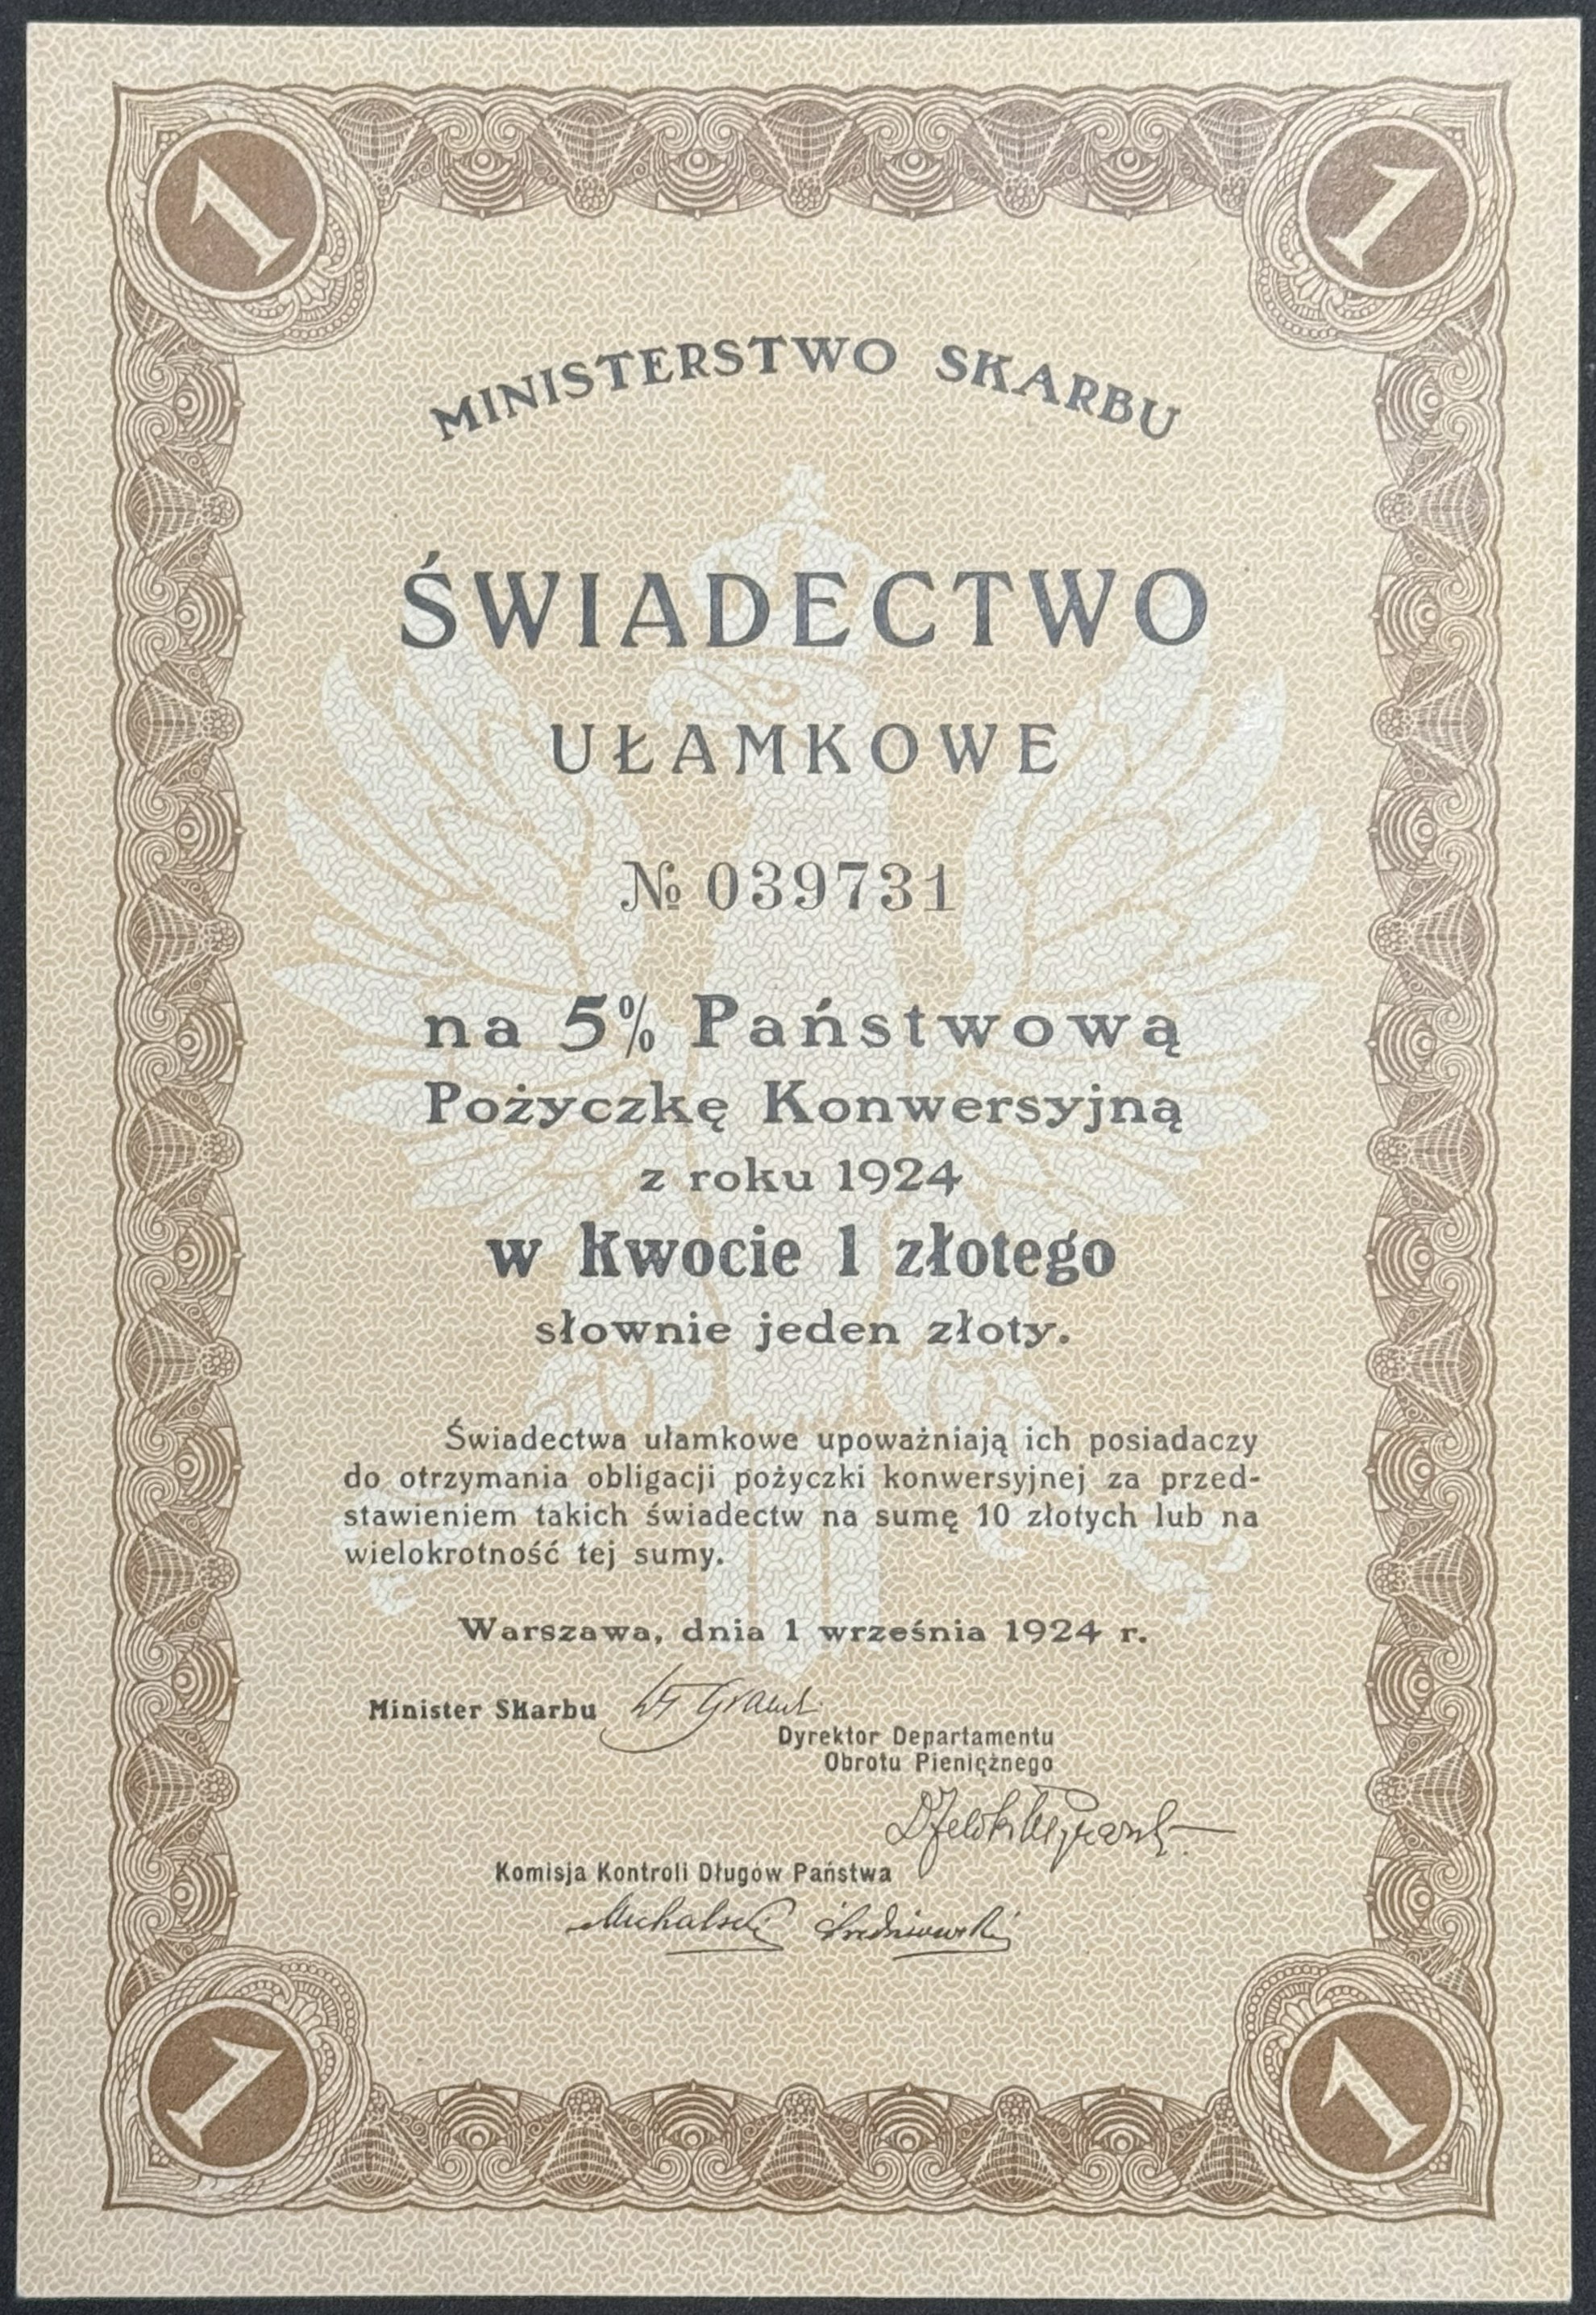 1 1
MINISTERSTWO SKARBU
ŚWIADECTWO
UŁAMKOWE
№ 039731
na 5% Państwową
Pożyczkę Konwersyjną
z roku 1924
w kwocie 1 złotego
słownie jeden złoty.
Świadectwa ułamkowe upoważniają ich posiadaczy
do otrzymania obligacji pożyczki konwersyjnej za przed-
stawieniem takich świadectw na sumę 10 złotych lub na
wielokrotność tej sumy.
Warszawa, dnia 1 września 1924 r.
Minister Skarbu
Dyrektor Departamentu
Obrotu Pieniężnego
Komisja Kontroli Długów Państwa
Michalski
1 1